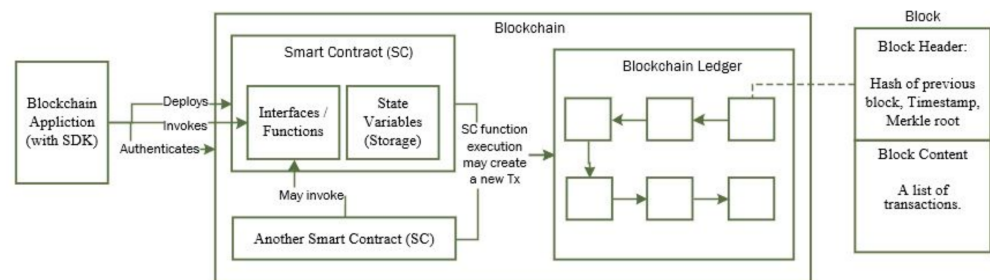 Blockchain
Appliction
(with SDK)
Deploys
Invokes
Authenticates
Blockchain
Smart Contract (SC)
Interfaces /
Functions
State
Variables
(Storage)
May invoke
Another Smart Contract (SC)
SC function
execution
may create
a new Tx
Blockchain Ledger
Block
Block Header:
Hash of previous
block, Timestamp,
Merkle root
Block Content
A list of
transactions.